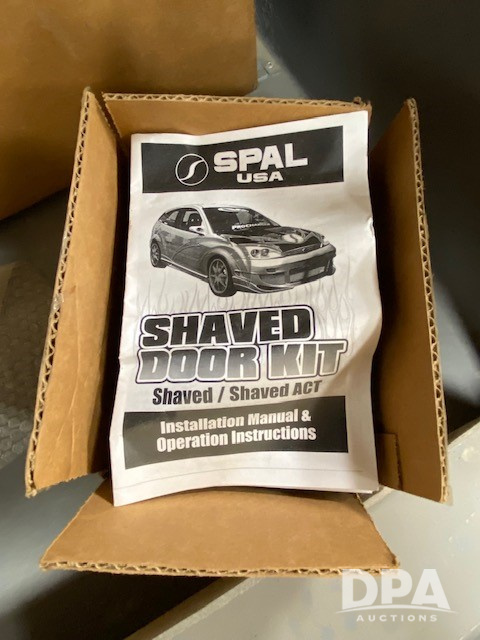 SPAL
USA
SHAVED
DOOR KIT
Shaved / Shaved ACT
Installation Manual &
Operation Instructions
DPA
AUCTIONS